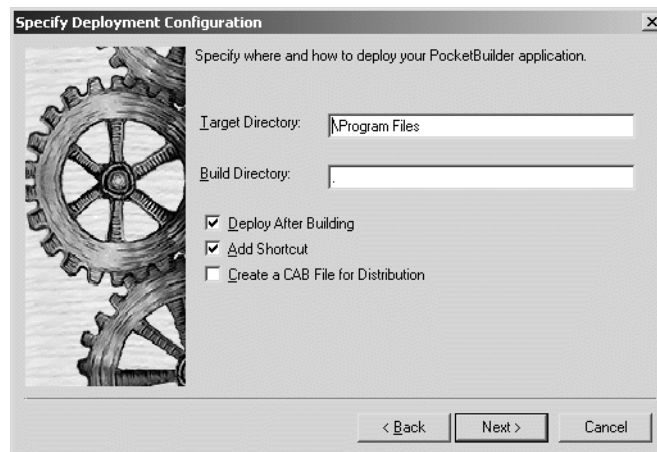 Specify Deployment Configuration
Specify where and how to deploy your PocketBuilder application.
Target Directory: \Program Files
Build Directory: .
Deploy After Building
Add Shortcut
Create a CAB File for Distribution
< Back Next > Cancel